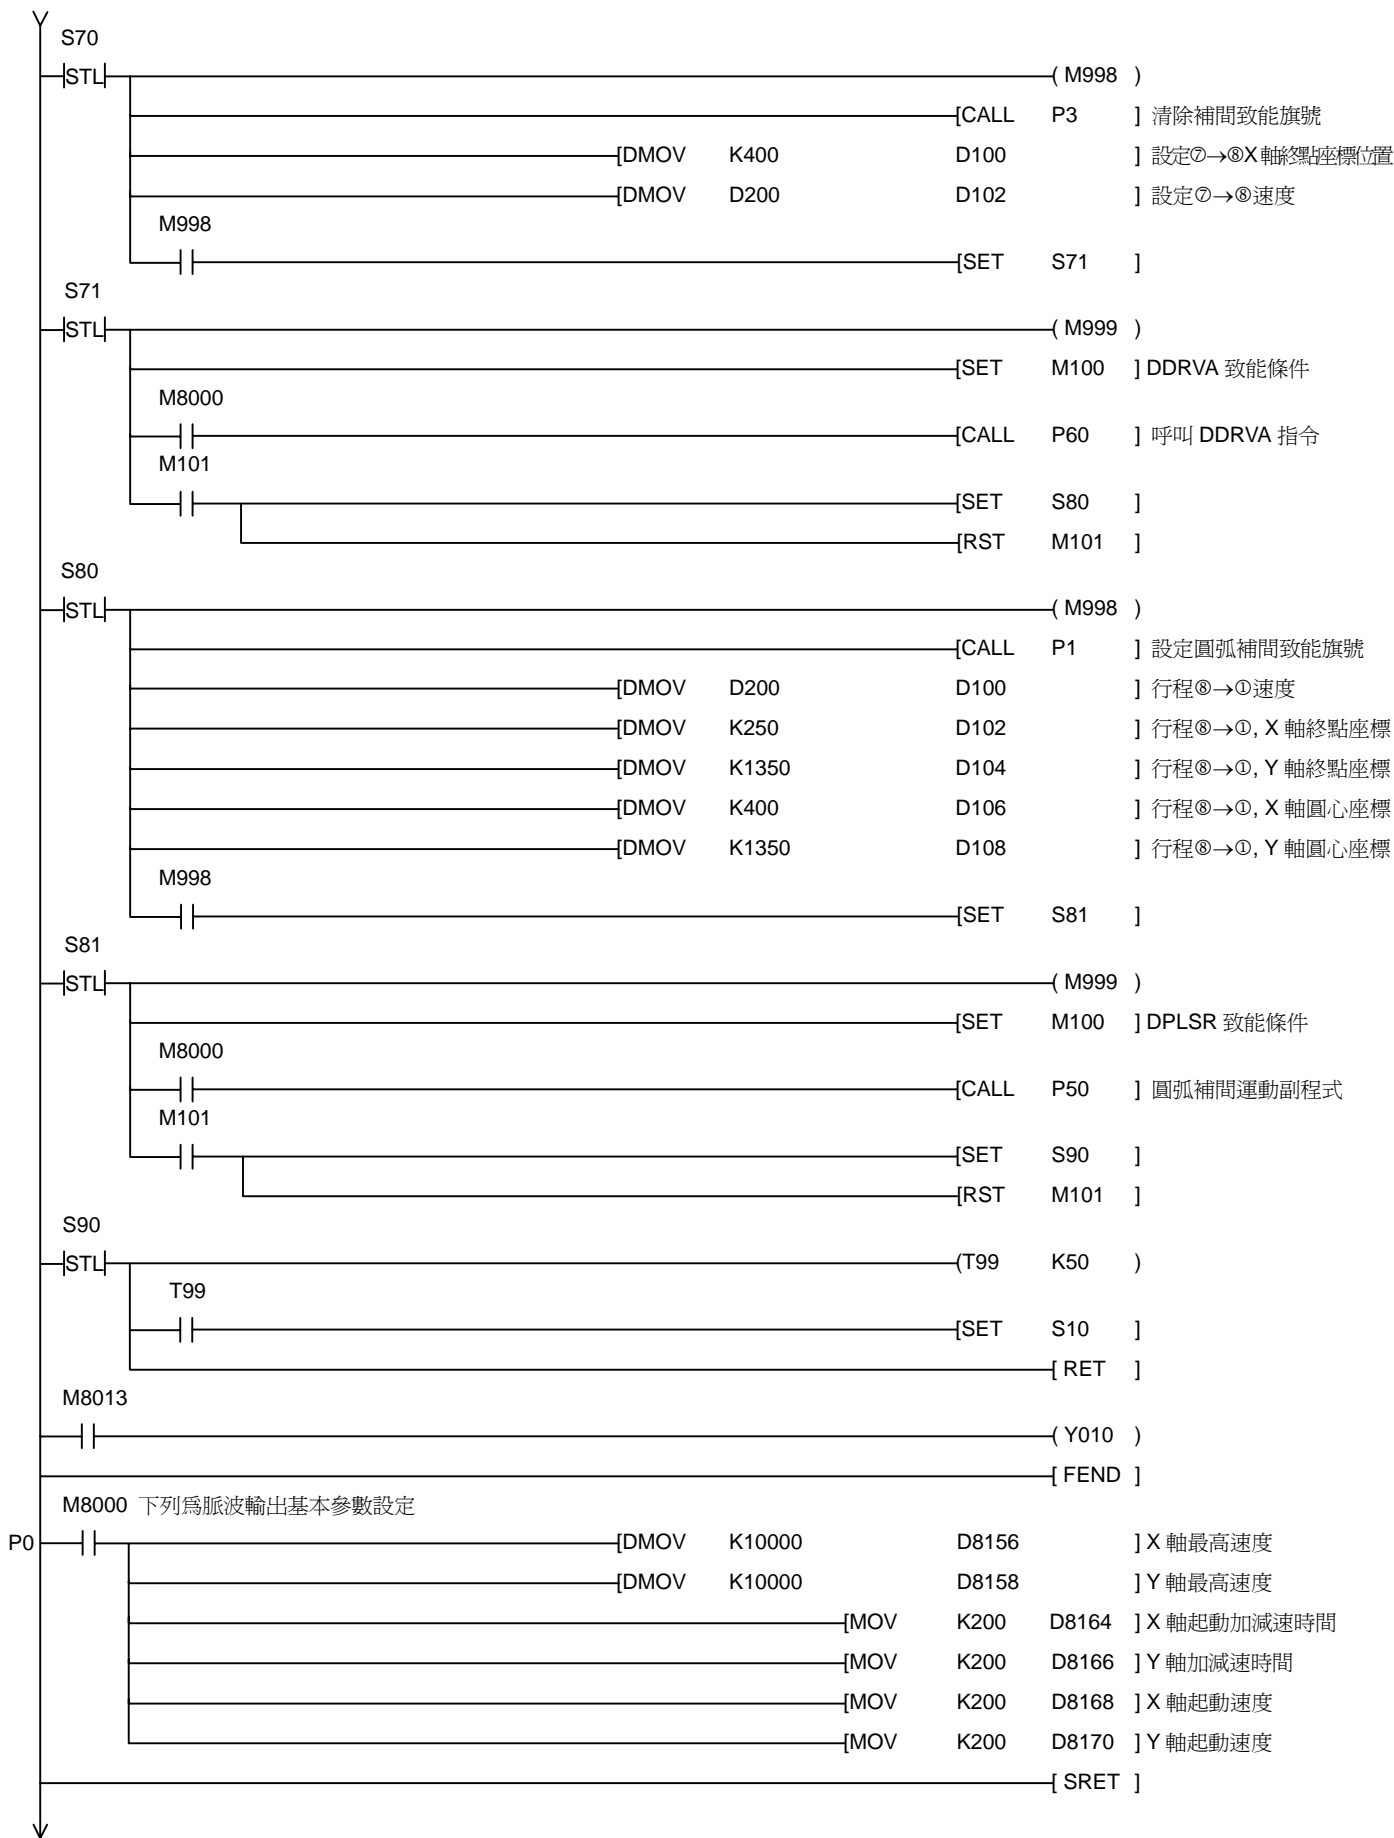 S70
STL ( M998 )
[CALL P3 ] 清除補間致能旗號
[DMOV K400 D100 ] 設定⑦→⑧X 軸終點座標位置
[DMOV D200 D102 ] 設定⑦→⑧速度
M998
[SET S71 ]
S71
STL ( M999 )
[SET M100 ] DDRVA 致能條件
M8000
[CALL P60 ] 呼叫 DDRVA 指令
M101
[SET S80 ]
[RST M101 ]
S80
STL ( M998 )
[CALL P1 ] 設定圓弧補間致能旗號
[DMOV D200 D100 ] 行程⑧→①速度
[DMOV K250 D102 ] 行程⑧→①, X 軸終點座標
[DMOV K1350 D104 ] 行程⑧→①, Y 軸終點座標
[DMOV K400 D106 ] 行程⑧→①, X 軸圓心座標
[DMOV K1350 D108 ] 行程⑧→①, Y 軸圓心座標
M998
[SET S81 ]
S81
STL ( M999 )
[SET M100 ] DPLSR 致能條件
M8000
[CALL P50 ] 圓弧補間運動副程式
M101
[SET S90 ]
[RST M101 ]
S90
STL (T99 K50 )
T99
[SET S10 ]
[ RET ]
M8013
( Y010 )
[ FEND ]
M8000 下列爲脈波輸出基本參數設定
P0 [DMOV K10000 D8156 ] X 軸最高速度
[DMOV K10000 D8158 ] Y 軸最高速度
[MOV K200 D8164 ] X 軸起動加減速時間
[MOV K200 D8166 ] Y 軸加減速時間
[MOV K200 D8168 ] X 軸起動速度
[MOV K200 D8170 ] Y 軸起動速度
[ SRET ]